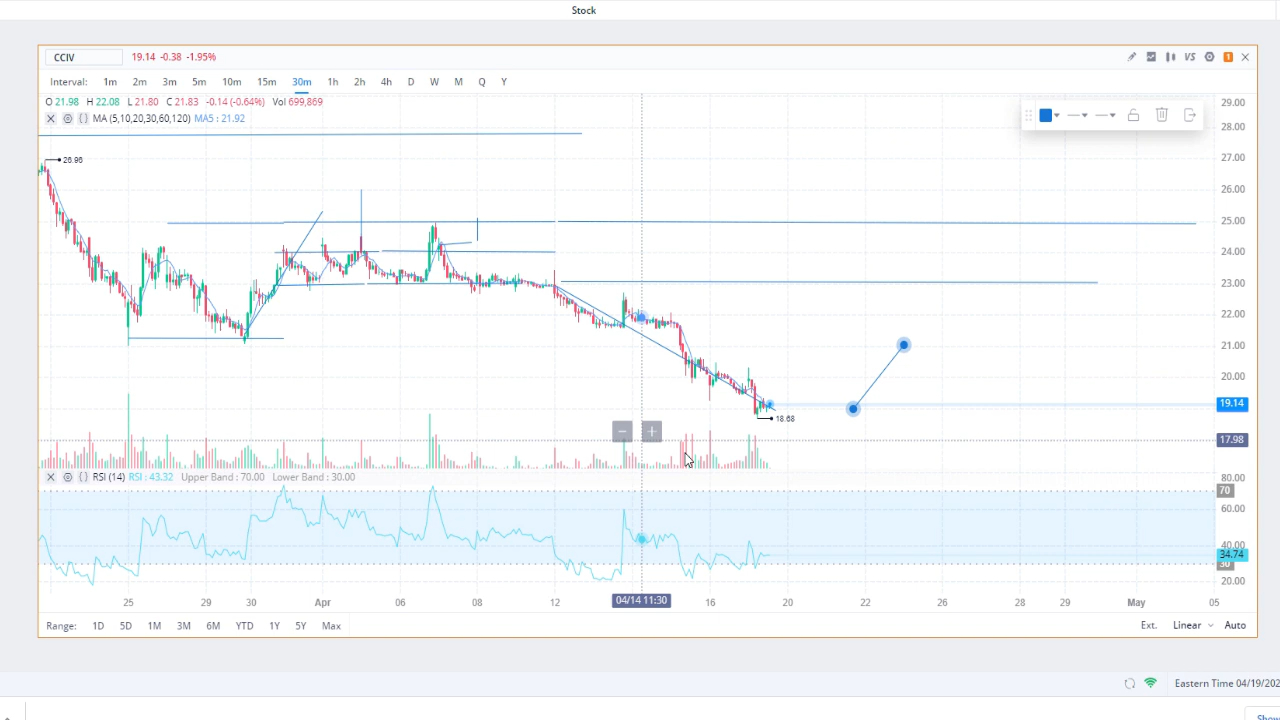 Stock
CCIV 19.14 -0.38 -1.95% VS 1
Interval: 1m 2m 3m 5m 10m 15m 30m 1h 2h 4h D W M Q Y
O 21.98 H 22.08 L 21.80 C 21.83 -0.14 (-0.64%) Vol 699,869
MA (5,10,20,30,60,120) MA5 : 21.92
29.00
28.00
27.00
26.96
26.00
25.00
24.00
23.00
22.00
21.00
20.00
19.14
18.68
17.98
RSI (14) RSI : 43.32 Upper Band : 70.00 Lower Band : 30.00
80.00
70
60.00
40.00
34.74
30
20.00
25 29 30 Apr 06 08 12 04/14 11:30 16 20 22 26 28 29 May 05
Range: 1D 5D 1M 3M 6M YTD 1Y 5Y Max Ext. Linear Auto
Eastern Time 04/19/202
Show